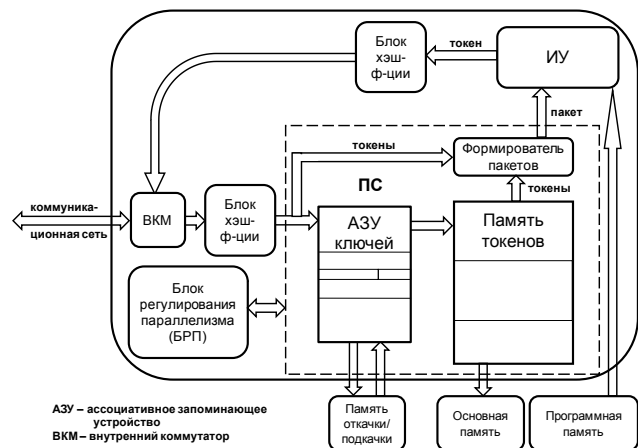 Блок
хэш-
ф-ции
токен
ИУ
пакет
токены
Формирователь
пакетов
ПС
токены
коммуника-
ционная сеть
ВКМ
Блок
хэш-
ф-ции
АЗУ
ключей
Память
токенов
Блок
регулирования
параллелизма
(БРП)
АЗУ – ассоциативное запоминающее
устройство
ВКМ – внутренний коммутатор
Память
откачки/
подкачки
Основная
память
Программная
память